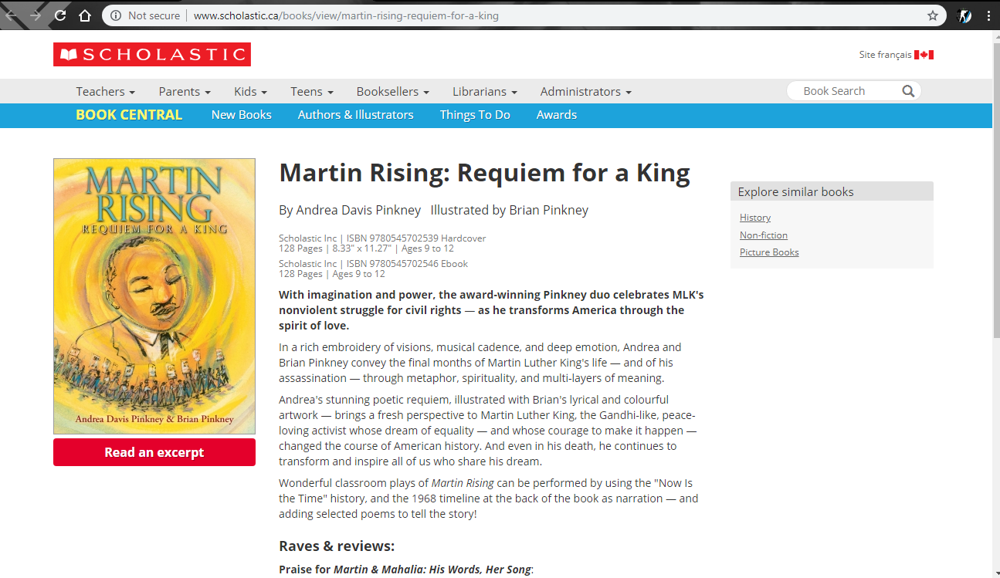 Not secure | www.scholastic.ca/books/view/martin-rising-requiem-for-a-king
SCHOLASTIC
Site français
Teachers Parents Kids Teens Booksellers Librarians Administrators Book Search
BOOK CENTRAL New Books Authors & Illustrators Things To Do Awards
MARTIN
RISING
REQUIEM FOR A KING
Andrea Davis Pinkney & Brian Pinkney
Read an excerpt
Martin Rising: Requiem for a King
By Andrea Davis Pinkney Illustrated by Brian Pinkney
Scholastic Inc | ISBN 9780545702539 Hardcover
128 Pages | 8.33" x 11.27" | Ages 9 to 12
Scholastic Inc | ISBN 9780545702546 Ebook
128 Pages | Ages 9 to 12
With imagination and power, the award-winning Pinkney duo celebrates MLK's
nonviolent struggle for civil rights — as he transforms America through the
spirit of love.
In a rich embroidery of visions, musical cadence, and deep emotion, Andrea and
Brian Pinkney convey the final months of Martin Luther King's life — and of his
assassination — through metaphor, spirituality, and multi-layers of meaning.
Andrea's stunning poetic requiem, illustrated with Brian's lyrical and colourful
artwork — brings a fresh perspective to Martin Luther King, the Gandhi-like, peace-
loving activist whose dream of equality — and whose courage to make it happen —
changed the course of American history. And even in his death, he continues to
transform and inspire all of us who share his dream.
Wonderful classroom plays of Martin Rising can be performed by using the "Now Is
the Time" history, and the 1968 timeline at the back of the book as narration — and
adding selected poems to tell the story!
Raves & reviews:
Praise for Martin & Mahalia: His Words, Her Song:
Explore similar books
History
Non-fiction
Picture Books